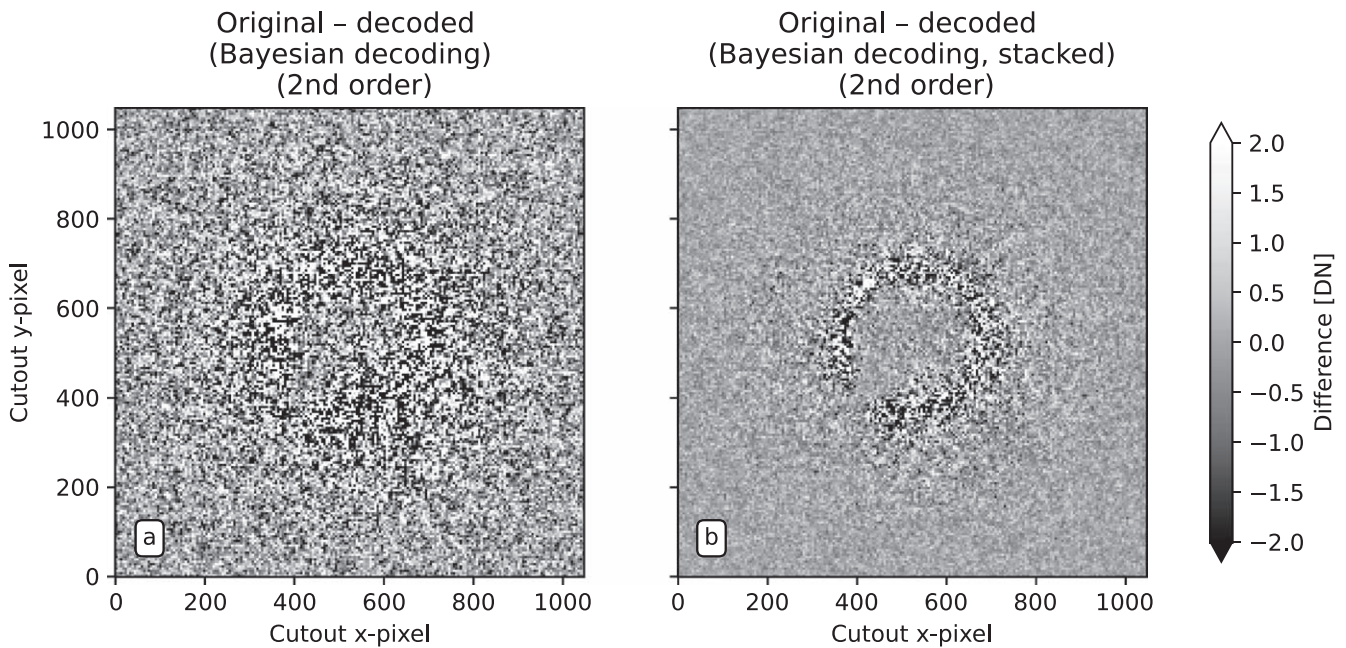 Original – decoded
(Bayesian decoding)
(2nd order)
Original – decoded
(Bayesian decoding, stacked)
(2nd order)
1000
800
600
400
200
0
Cutout y-pixel
a
0 200 400 600 800 1000
Cutout x-pixel
b
0 200 400 600 800 1000
Cutout x-pixel
2.0
1.5
1.0
0.5
0.0
−0.5
−1.0
−1.5
−2.0
Difference [DN]